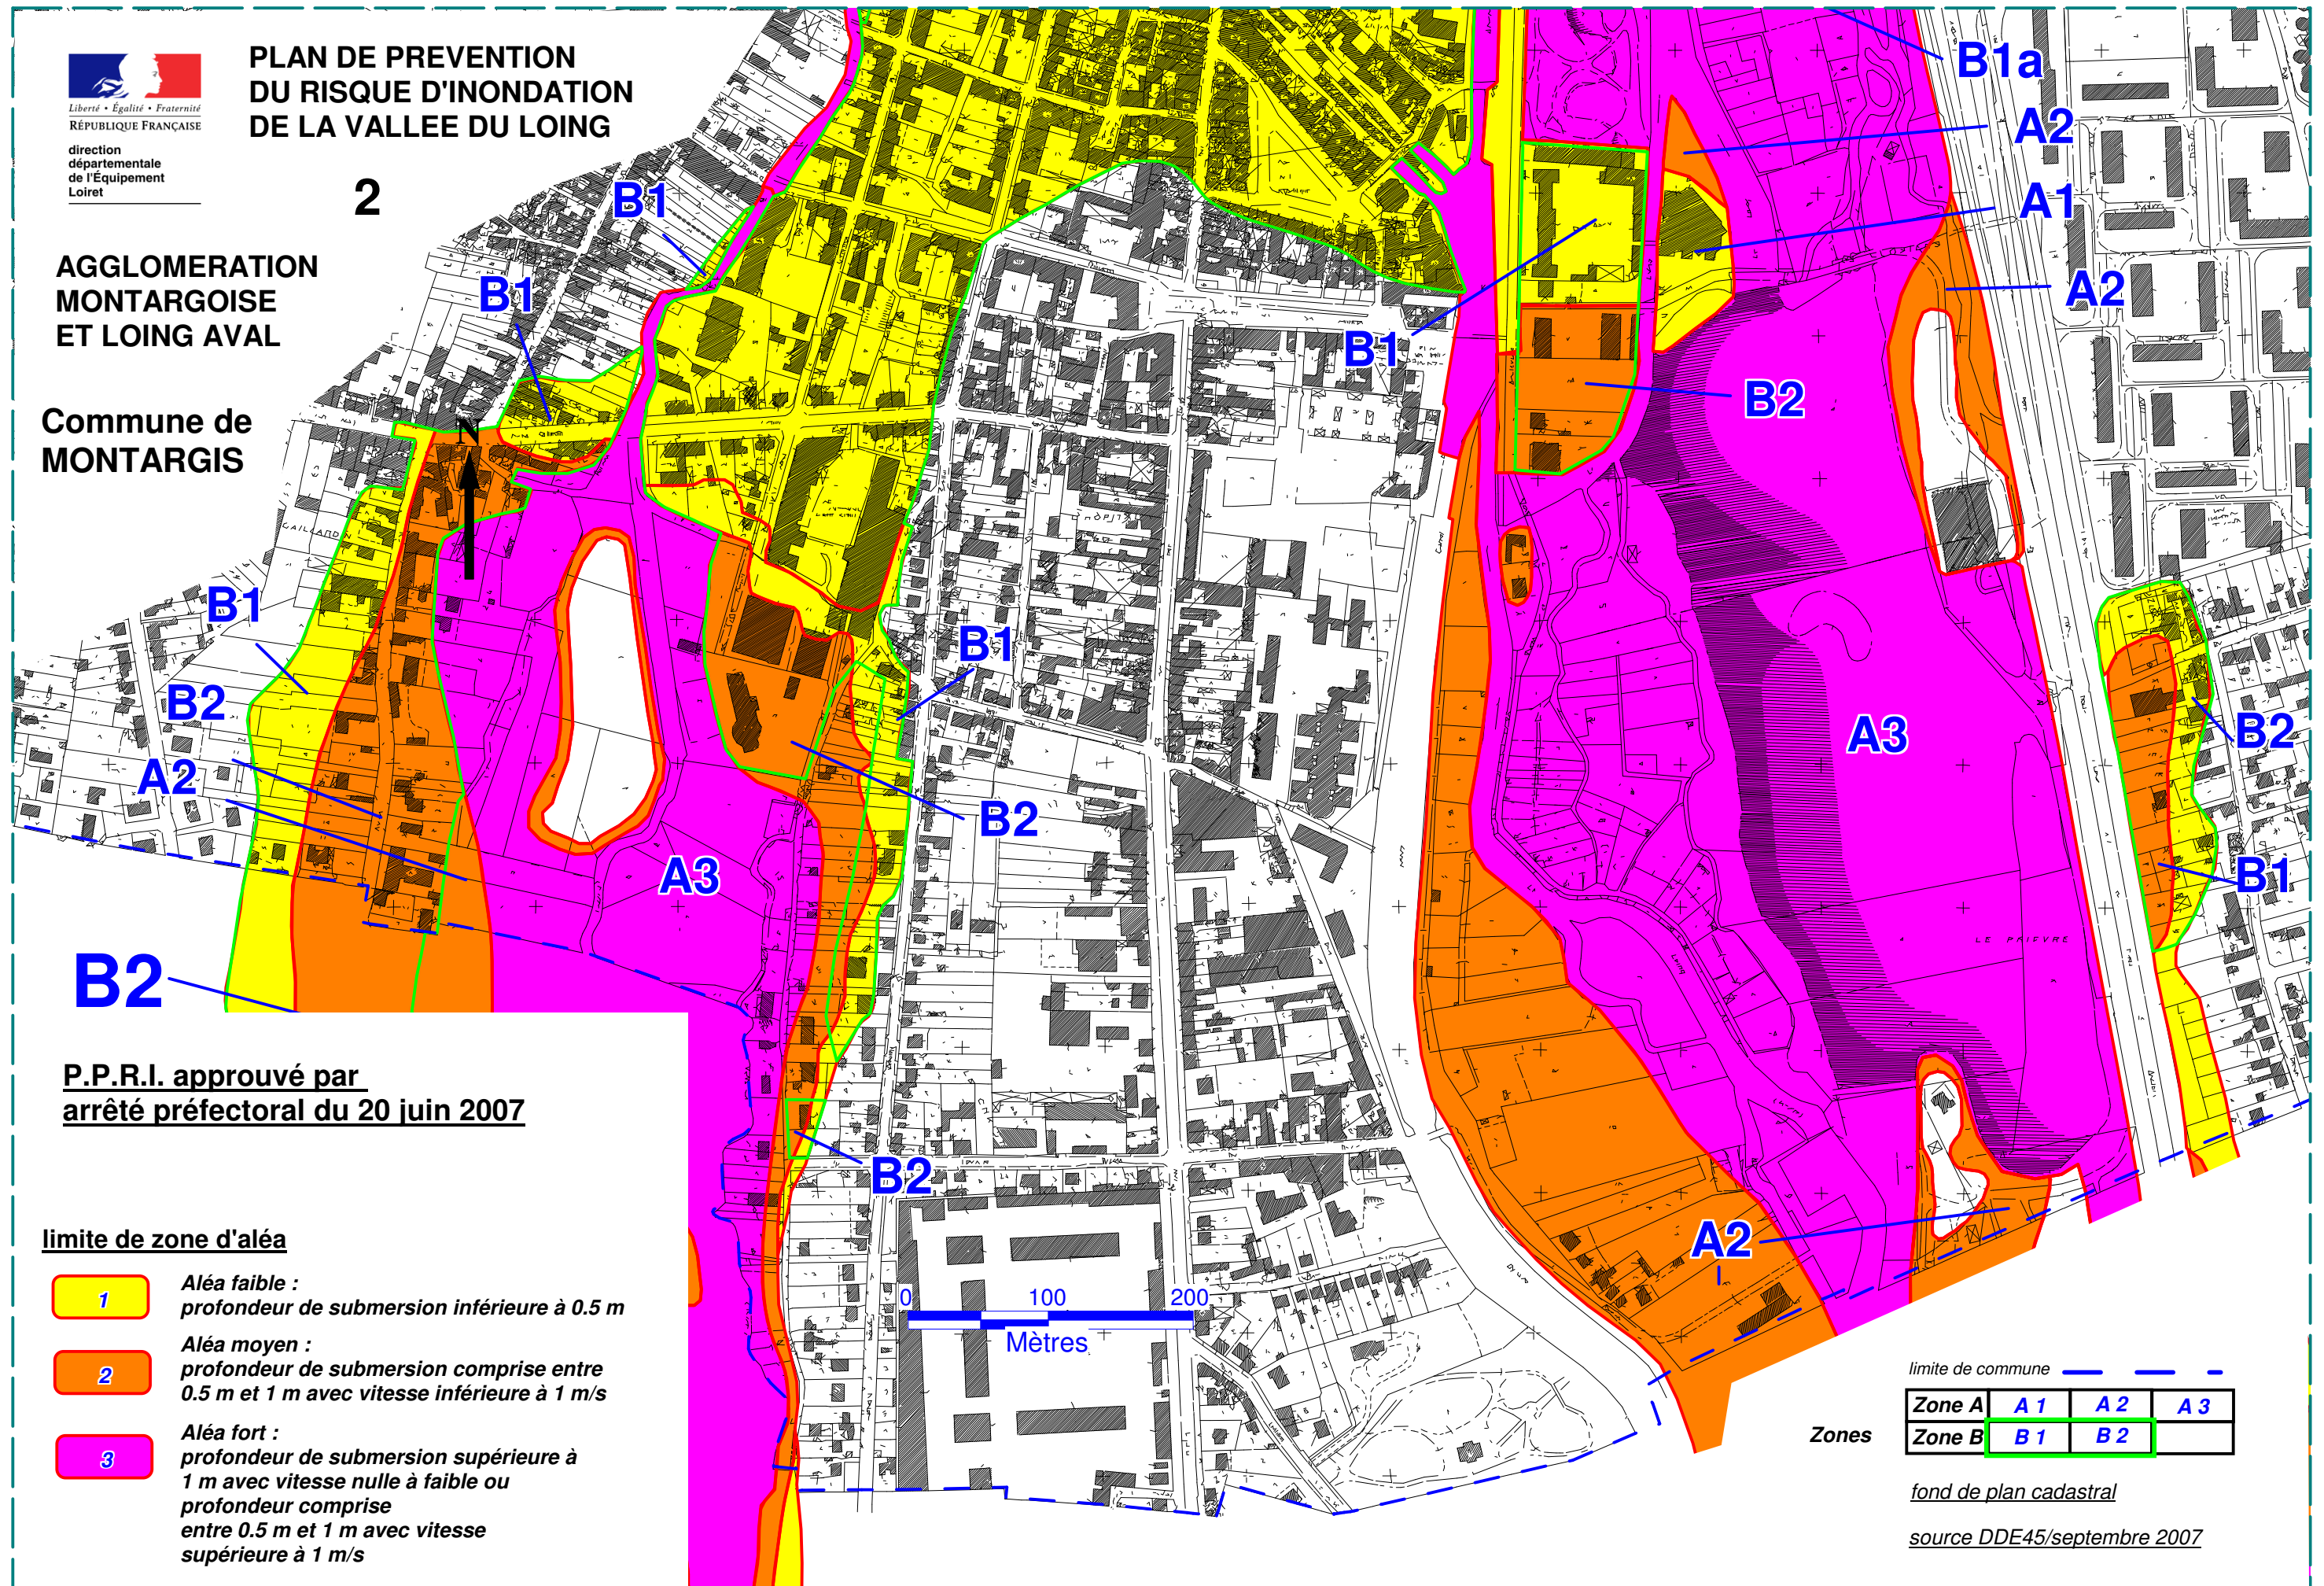 PLAN DE PREVENTION
DU RISQUE D'INONDATION
DE LA VALLEE DU LOING
Liberté • Égalité • Fraternité
RÉPUBLIQUE FRANÇAISE
direction
départementale
de l'Équipement
Loiret
2
AGGLOMERATION
MONTARGOISE
ET LOING AVAL
Commune de
MONTARGIS
N
B1
B1
B1
B2
A2
B2
B1
B2
A3
B2
B1
B2
B1a
A2
A1
A2
A3
B2
B1
A2
GAILLARD
HOPITAL
LE PRIEVRE
P.P.R.I. approuvé par
arrêté préfectoral du 20 juin 2007
limite de zone d'aléa
1
Aléa faible :
profondeur de submersion inférieure à 0.5 m
2
Aléa moyen :
profondeur de submersion comprise entre
0.5 m et 1 m avec vitesse inférieure à 1 m/s
3
Aléa fort :
profondeur de submersion supérieure à
1 m avec vitesse nulle à faible ou
profondeur comprise
entre 0.5 m et 1 m avec vitesse
supérieure à 1 m/s
0 100 200
Mètres
limite de commune
Zones
Zone A A 1 A 2 A 3
Zone B B 1 B 2
fond de plan cadastral
source DDE45/septembre 2007